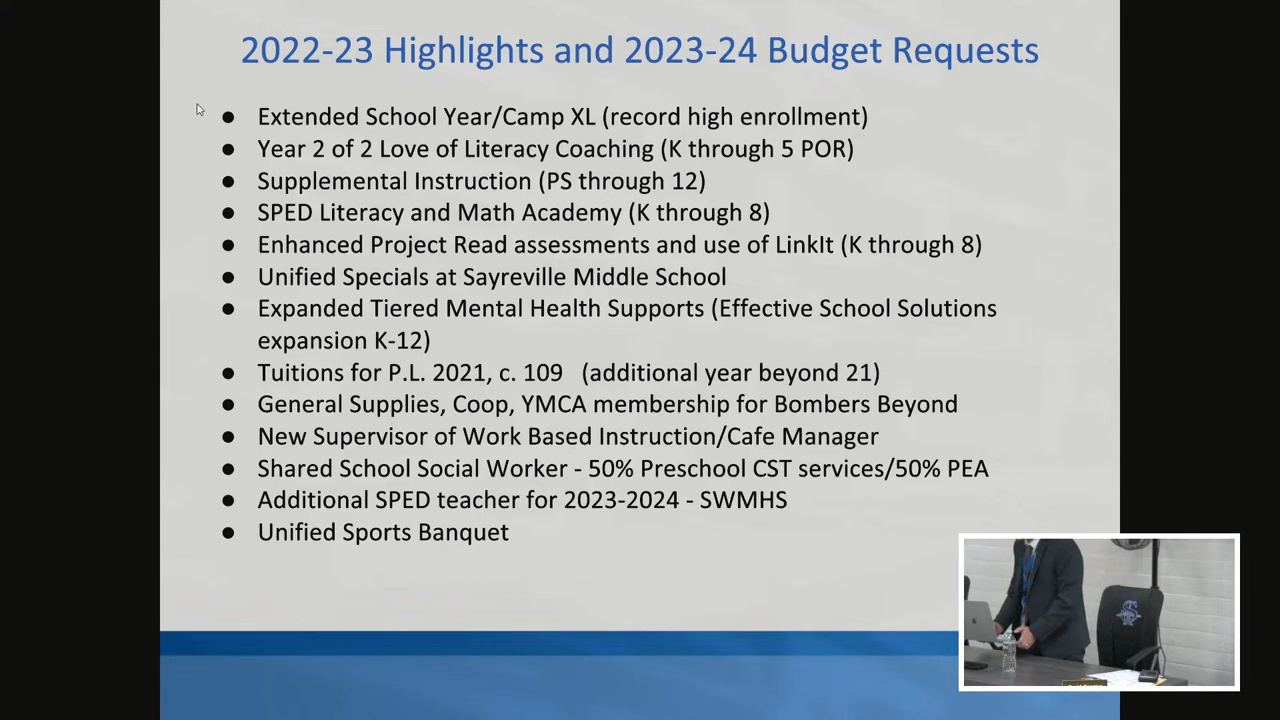 2022-23 Highlights and 2023-24 Budget Requests
● Extended School Year/Camp XL (record high enrollment)
● Year 2 of 2 Love of Literacy Coaching (K through 5 POR)
● Supplemental Instruction (PS through 12)
● SPED Literacy and Math Academy (K through 8)
● Enhanced Project Read assessments and use of LinkIt (K through 8)
● Unified Specials at Sayreville Middle School
● Expanded Tiered Mental Health Supports (Effective School Solutions
expansion K-12)
● Tuitions for P.L. 2021, c. 109 (additional year beyond 21)
● General Supplies, Coop, YMCA membership for Bombers Beyond
● New Supervisor of Work Based Instruction/Cafe Manager
● Shared School Social Worker - 50% Preschool CST services/50% PEA
● Additional SPED teacher for 2023-2024 - SWMHS
● Unified Sports Banquet